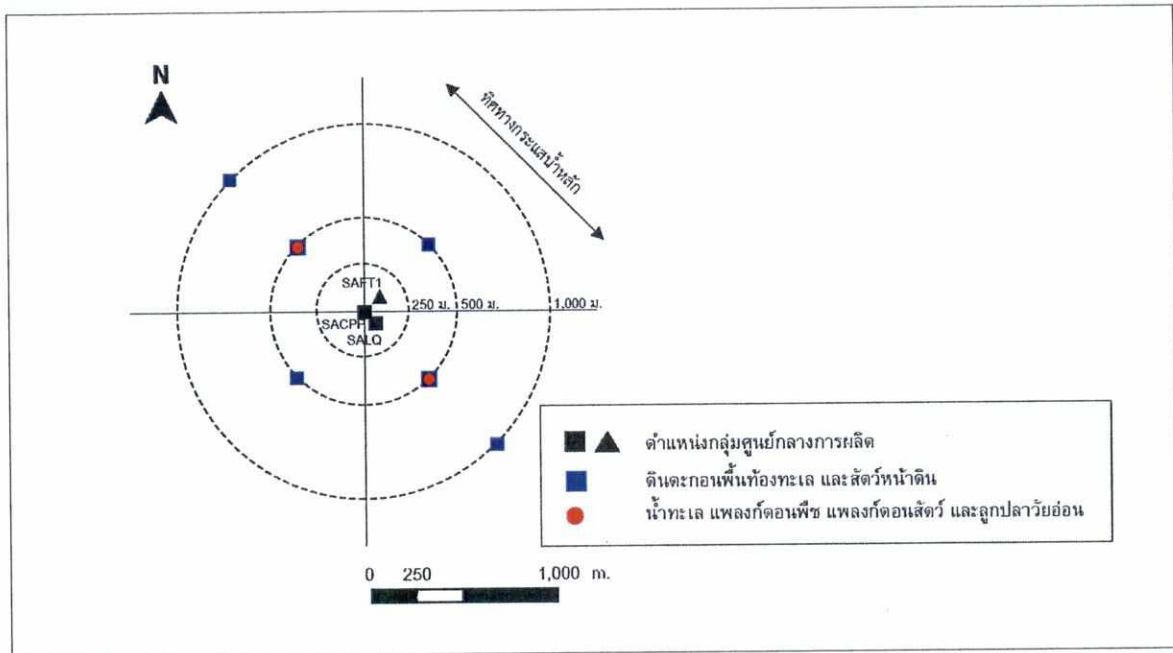 N
ทิศทางกระแสน้ำหลัก
SAFT1
250 ม.
500 ม.
1,000 ม.
SACPP
SALQ
ตำแหน่งกลุ่มศูนย์กลางการผลิต
ดินตะกอนพื้นท้องทะเล และสัตว์หน้าดิน
น้ำทะเล แพลงก์ตอนพืช แพลงก์ตอนสัตว์ และลูกปลาวัยอ่อน
0 250 1,000 ท.